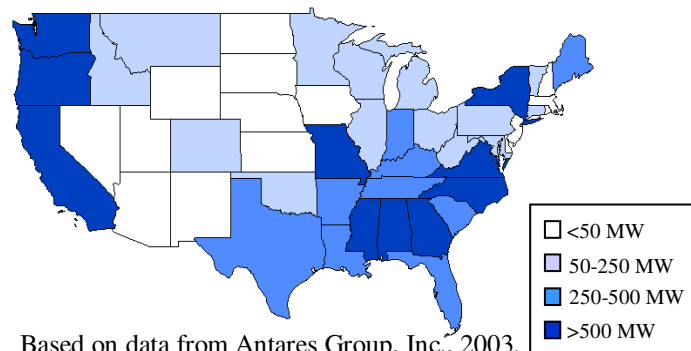 <50 MW
50-250 MW
250-500 MW
>500 MW
Based on data from Antares Group, Inc., 2003.